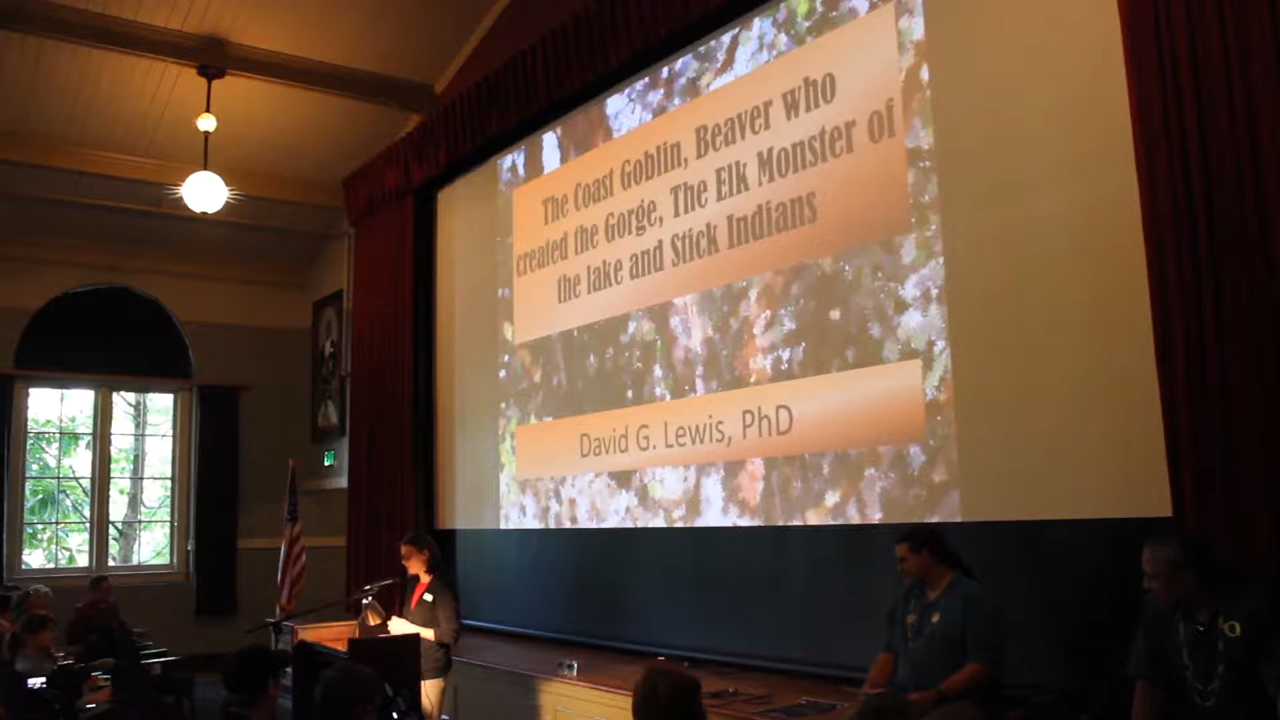 The Coast Goblin, Beaver who
created the Gorge, The Elk Monster of
the lake and Stick Indians
David G. Lewis, PhD